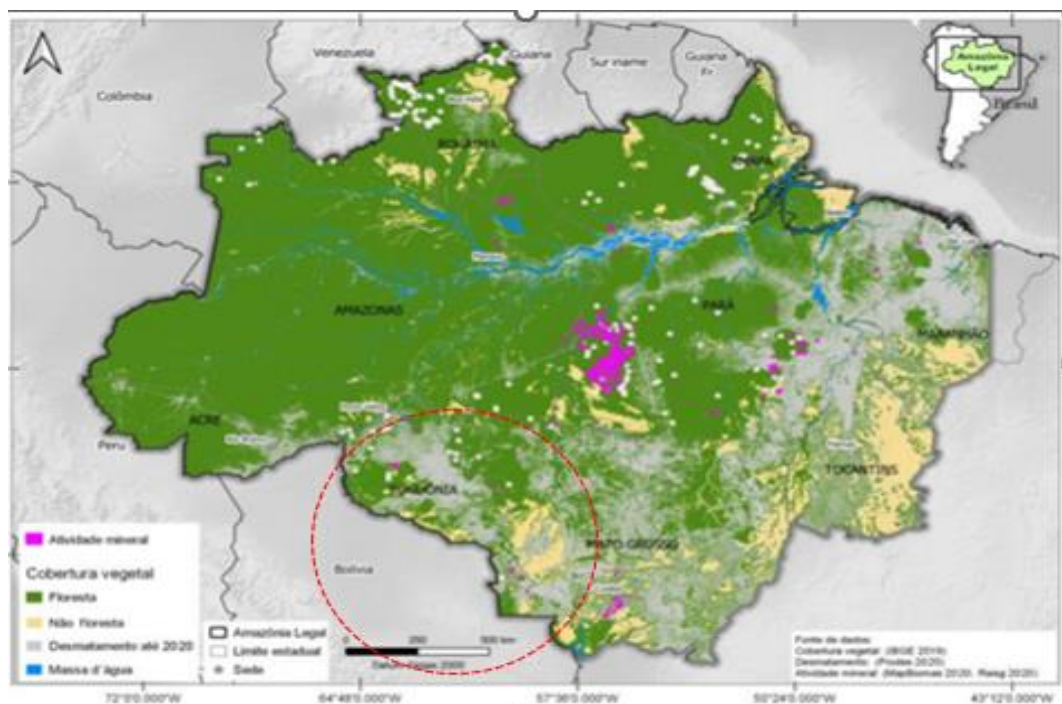 Venezuela
Guiana
Suriname
Guiana
Fr
Colômbia
Amazônia
Legal
Brasil
RORAIMA
AMAPÁ
AMAZONAS
PARÁ
MARANHÃO
ACRE
Peru
RONDÔNIA
TOCANTINS
MATO GROSSO
Bolívia
Atividade mineral
Cobertura vegetal
Floresta
Não floresta
Desmatamento até 2020
Massa d'água
Amazônia Legal
Limite estadual
Sede
0 250 500 km
Fonte de dados:
Cobertura vegetal: (IBGE 2019)
Desmatamento: (Prodes 2020)
Atividade mineral: (MapBiomas 2020; Raisg 2020)
72°0'0.000"W 64°48'0.000"W 57°36'0.000"W 50°24'0.000"W 43°12'0.000"W